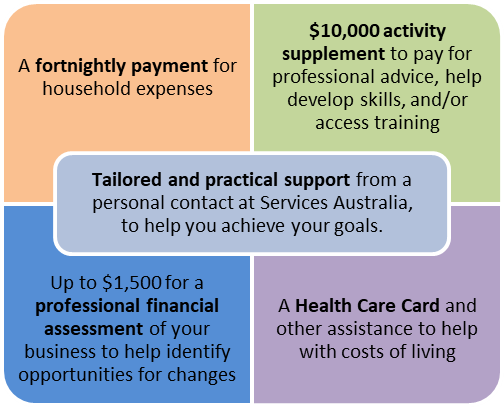 A fortnightly payment for
household expenses
$10,000 activity
supplement to pay for
professional advice, help
develop skills, and/or
access training
Tailored and practical support from a
personal contact at Services Australia,
to help you achieve your goals.
Up to $1,500 for a
professional financial
assessment of your
business to help identify
opportunities for changes
A Health Care Card and
other assistance to help
with costs of living